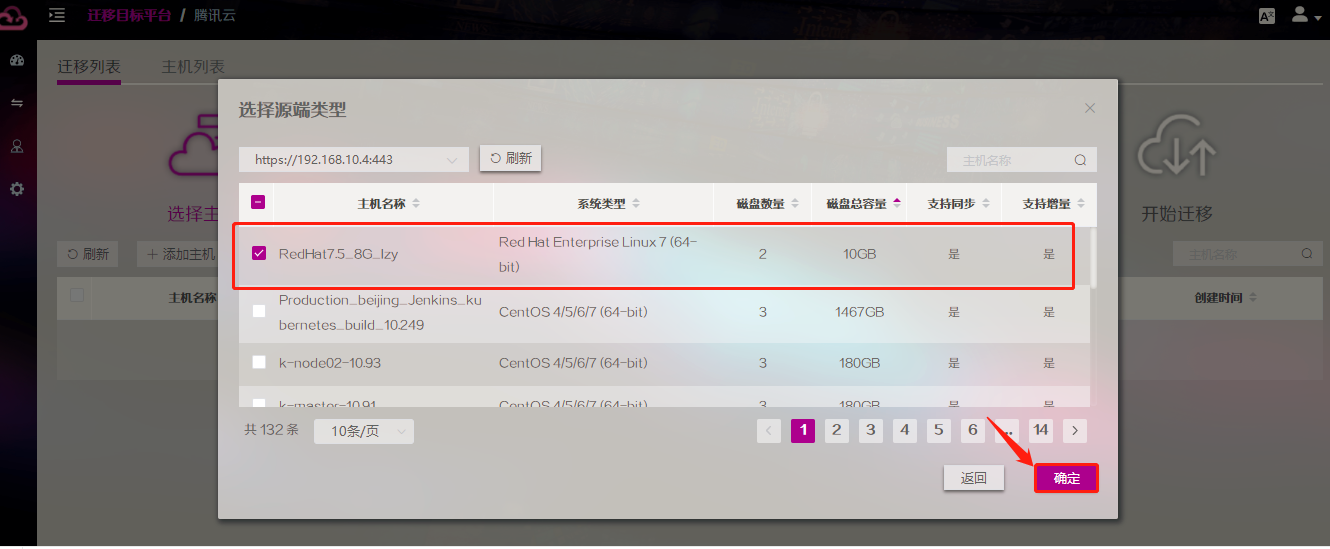 迁移目标平台 / 腾讯云
迁移列表 主机列表
选择源端类型
https://192.168.10.4:443 刷新 主机名称
主机名称 系统类型 磁盘数量 磁盘总容量 支持同步 支持增量
RedHat7.5_8G_lzy Red Hat Enterprise Linux 7 (64-
bit) 2 10GB 是 是
Production_beijing_Jenkins_ku
bernetes_build_10.249 CentOS 4/5/6/7 (64-bit) 3 1467GB 是 是
k-node02-10.93 CentOS 4/5/6/7 (64-bit) 3 180GB 是 是
k-master-10.91 CentOS 4/5/6/7 (64-bit) 3 180GB 是 是
共 132 条 10条/页 1 2 3 4 5 6 ... 14
返回 确定
选择主
开始迁移
刷新 添加主机 主机名称
主机名称 创建时间